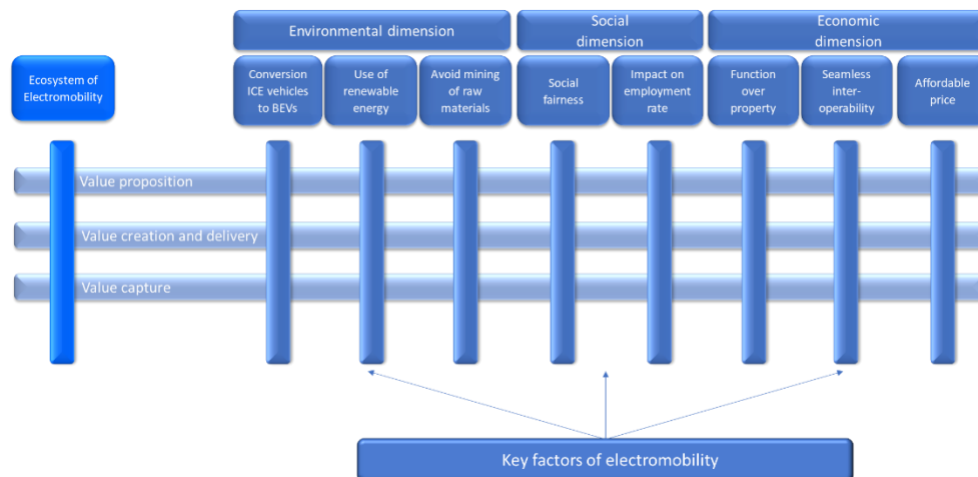 Environmental dimension
Social
dimension
Economic
dimension
Ecosystem of
Electromobility
Conversion
ICE vehicles
to BEVs
Use of
renewable
energy
Avoid mining
of raw
materials
Social
fairness
Impact on
employment
rate
Function
over
property
Seamless
inter-
operability
Affordable
price
Value proposition
Value creation and delivery
Value capture
Key factors of electromobility